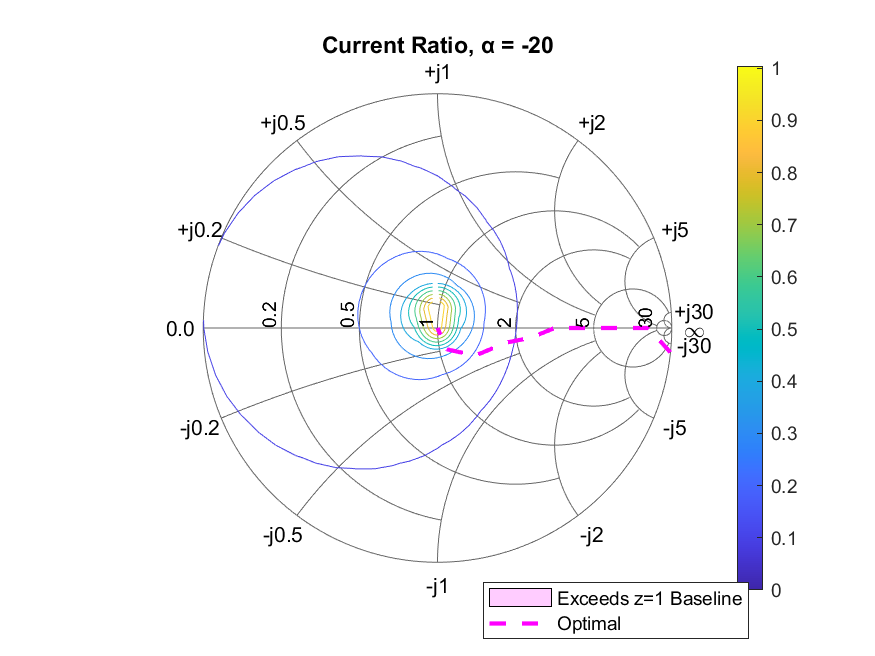 Current Ratio, α = -20
+j1
+j0.5
+j2
+j0.2
+j5
0.0
0.2
0.5
1
2
5
30
+j30
∞
-j30
-j0.2
-j5
-j0.5
-j2
-j1
1
0.9
0.8
0.7
0.6
0.5
0.4
0.3
0.2
0.1
0
Exceeds z=1 Baseline
Optimal